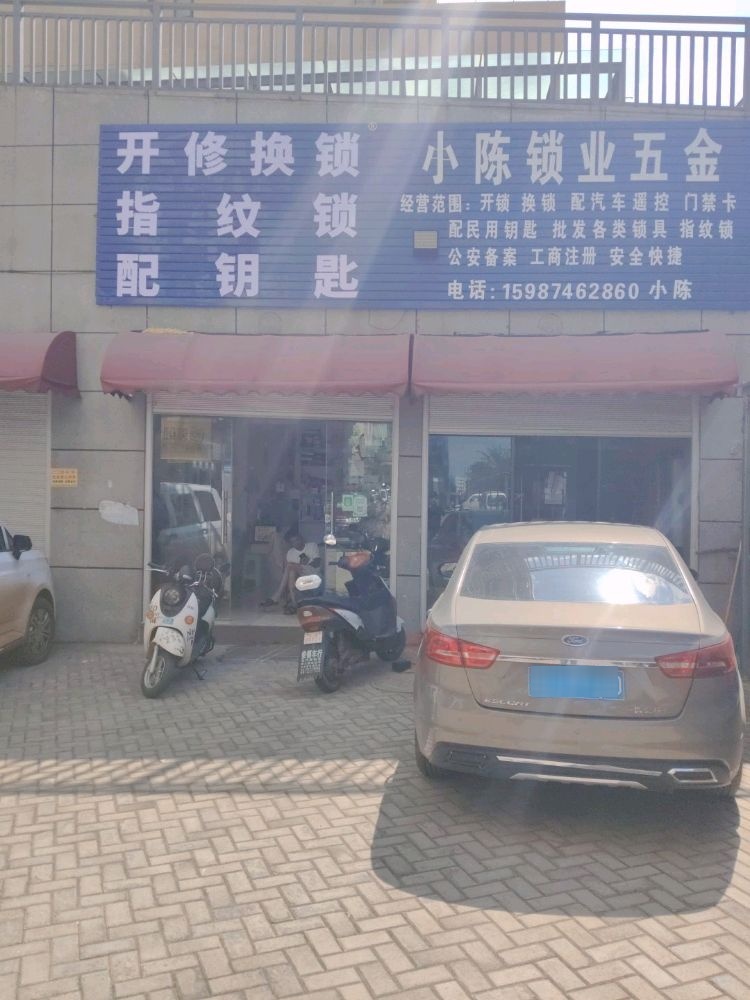 开修换锁®
指纹锁
配钥匙
小陈锁业五金
经营范围：开锁 换锁 配汽车遥控 门禁卡
配民用钥匙 批发各类锁具 指纹锁
公安备案 工商注册 安全快捷
电话：15987462860 小陈
Ford
ESCORT